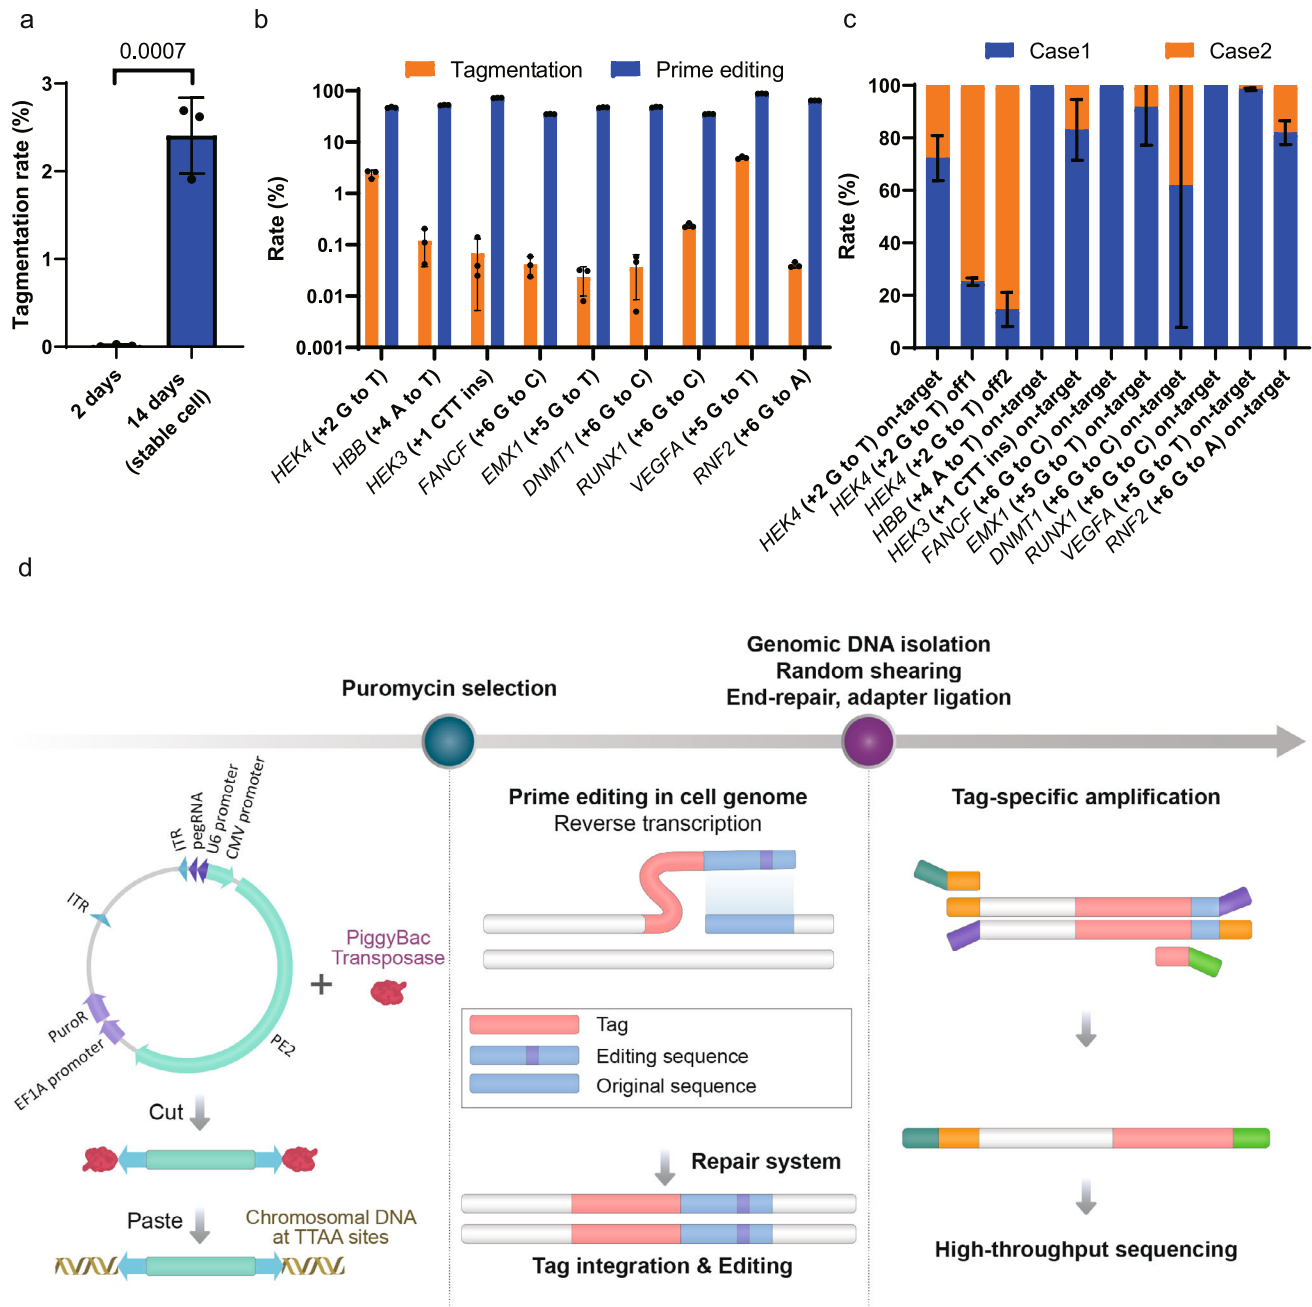 a
0.0007
Tagmentation rate (%)
3
2
1
0
2 days
14 days
(stable cell)
b
Tagmentation
Prime editing
Rate (%)
100
10
1
0.1
0.01
0.001
HEK4 (+2 G to T)
HBB (+4 A to T)
HEK3 (+1 CTT ins)
FANCF (+6 G to C)
EMX1 (+5 G to T)
DNMT1 (+6 G to C)
RUNX1 (+6 G to C)
VEGFA (+5 G to T)
RNF2 (+6 G to A)
c
Case1
Case2
Rate (%)
100
80
60
40
20
0
HEK4 (+2 G to T) on-target
HEK4 (+2 G to T) off1
HEK4 (+2 G to T) off2
HBB (+4 A to T) on-target
HEK3 (+1 CTT ins) on-target
FANCF (+6 G to C) on-target
EMX1 (+5 G to T) on-target
DNMT1 (+6 G to C) on-target
RUNX1 (+6 G to C) on-target
VEGFA (+5 G to T) on-target
RNF2 (+6 G to A) on-target
d
Puromycin selection
Genomic DNA isolation
Random shearing
End-repair, adapter ligation
ITR
pegRNA
U6 promoter
CMV promoter
ITR
PuroR
EF1A promoter
PE2
+
PiggyBac
Transposase
Cut
Paste
Chromosomal DNA
at TTAA sites
Prime editing in cell genome
Reverse transcription
Tag
Editing sequence
Original sequence
Repair system
Tag integration & Editing
Tag-specific amplification
High-throughput sequencing